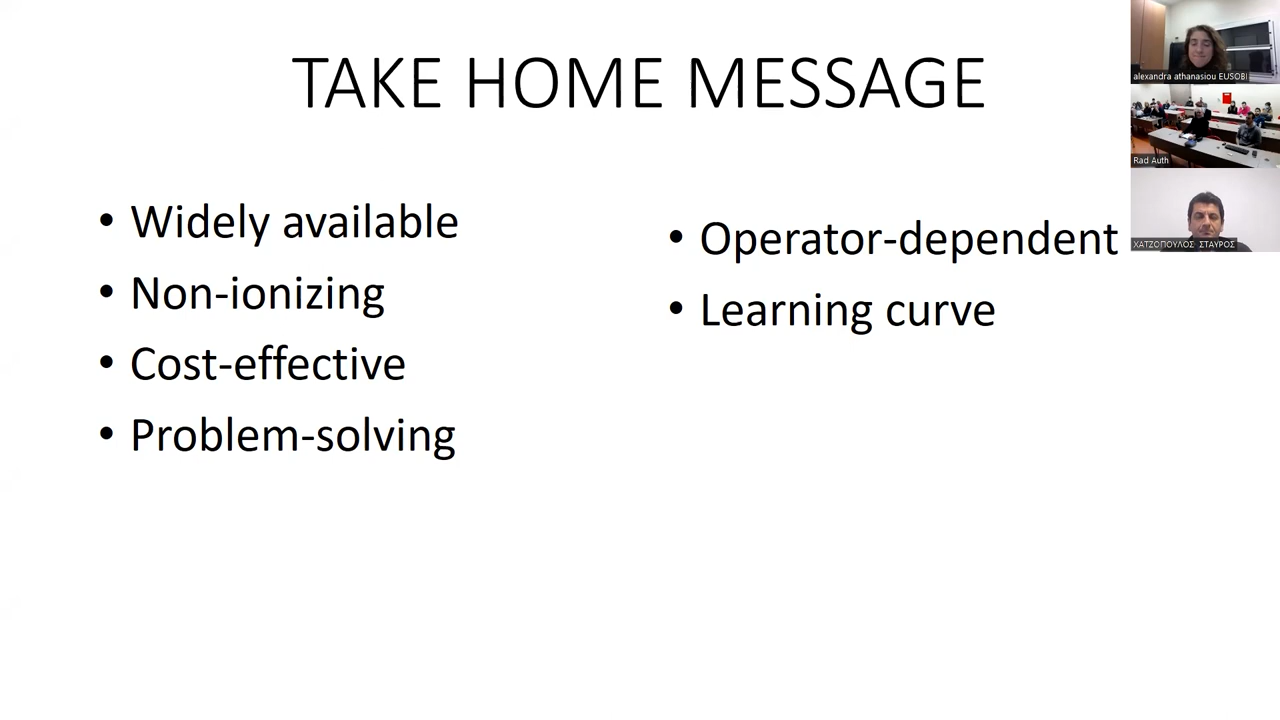 TAKE HOME MESSAGE
• Widely available
• Non-ionizing
• Cost-effective
• Problem-solving
• Operator-dependent
• Learning curve
alexandra athanasiou EUSOBI
Rad Auth
ΧΑΤΖΟΠΟΥΛΟΣ ΣΤΑΥΡΟΣ